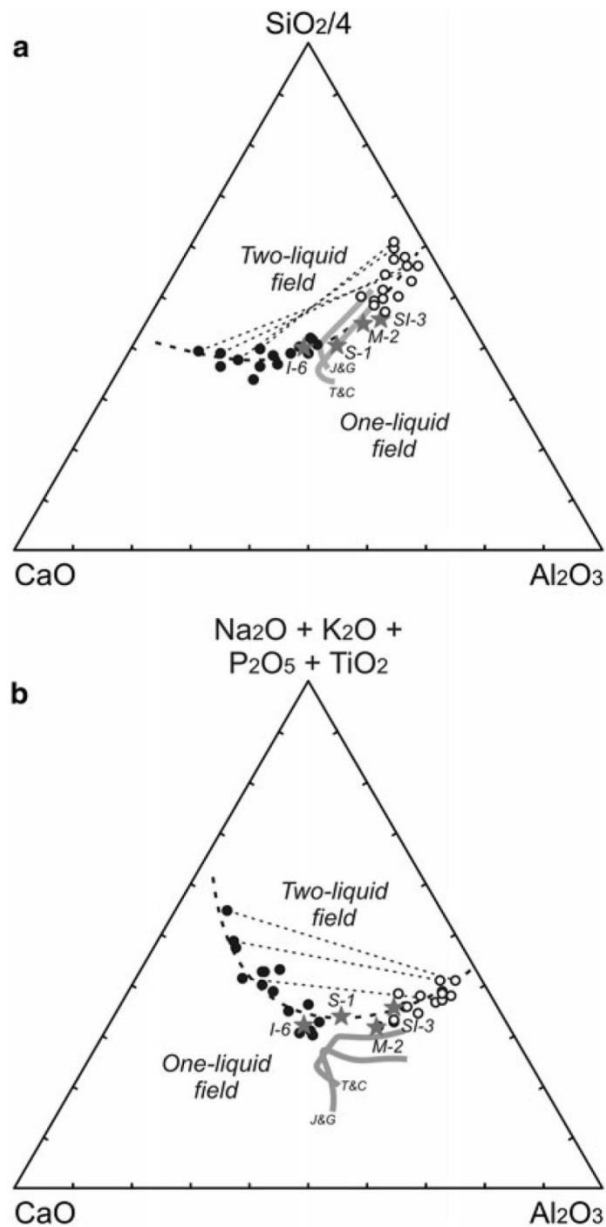 SiO2/4
a
Two-liquid
field
SI-3
M-2
S-1
I-6
J&G
T&C
One-liquid
field
CaO
Al2O3
Na2O + K2O +
P2O5 + TiO2
b
Two-liquid
field
S-1
SI-3
I-6
M-2
One-liquid
field
T&C
J&G
CaO
Al2O3